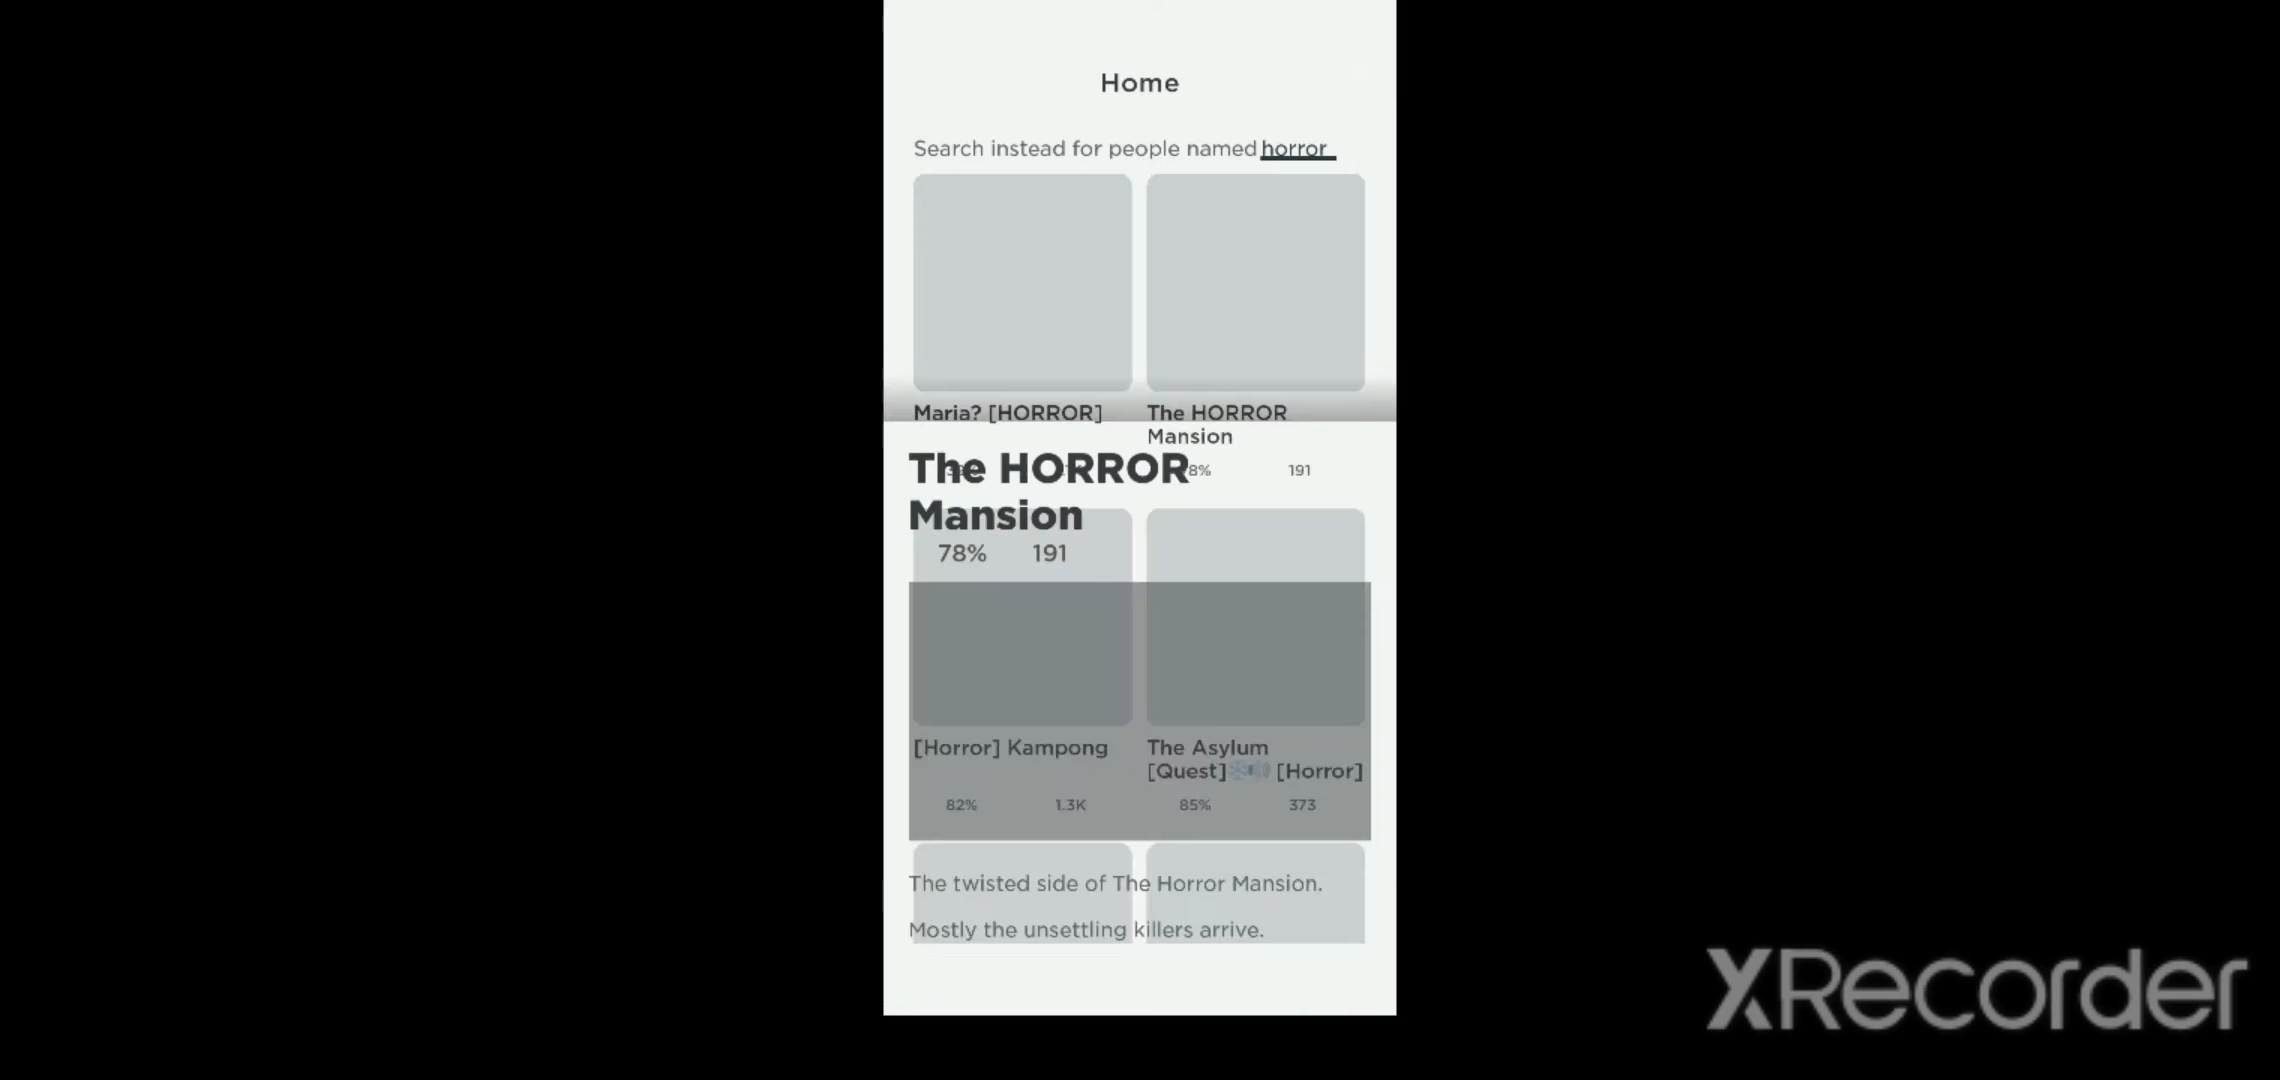 Home
Search instead for people named horror
Maria? [HORROR]
The HORROR
Mansion
8%
191
The HORROR
Mansion
78%
191
[Horror] Kampong
The Asylum
[Quest]❄️🔊 [Horror]
82%
1.3K
85%
373
The twisted side of The Horror Mansion.
Mostly the unsettling killers arrive.
XRecorder